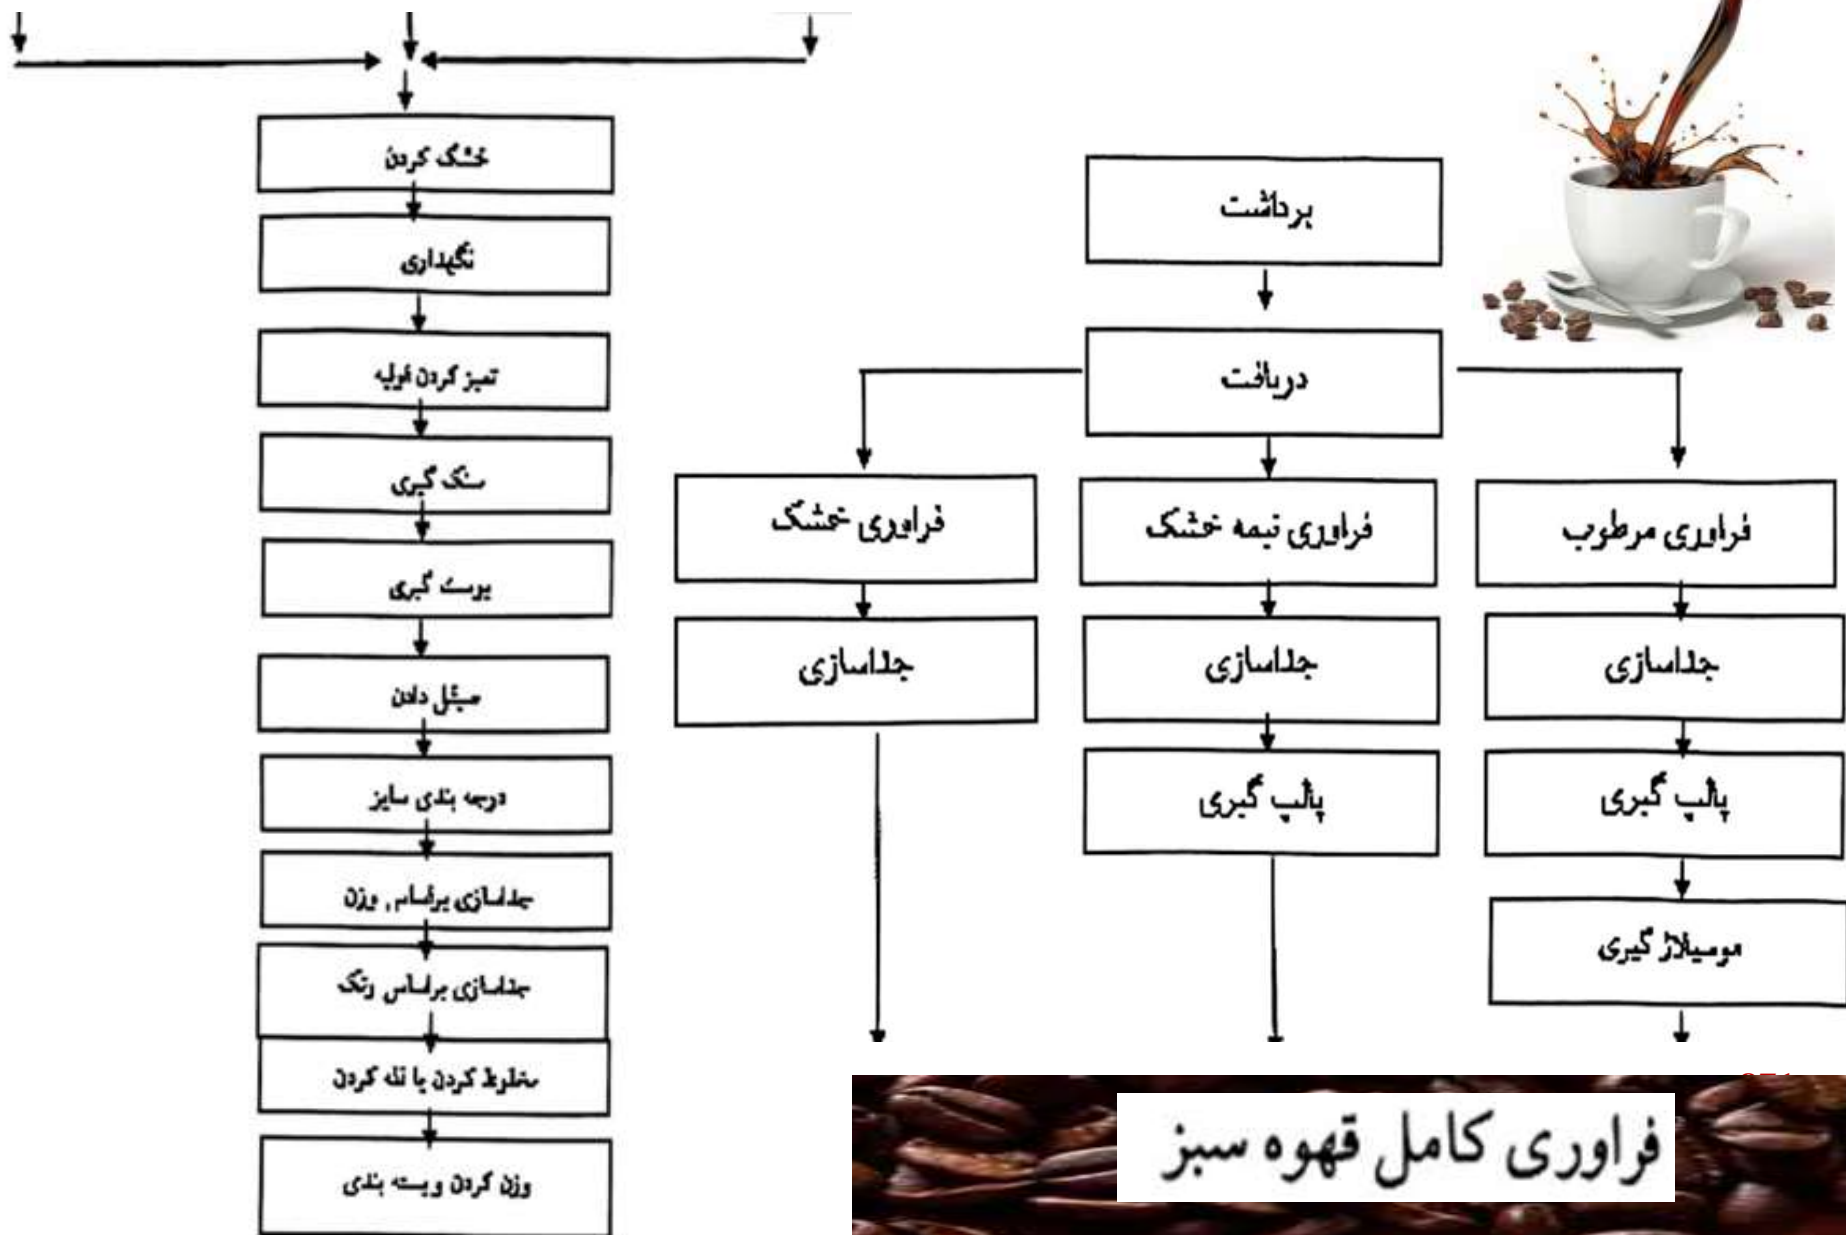 برداشت
دریافت
فراوری مرطوب
فراوری نیمه خشک
فراوری خشک
جداسازی
جداسازی
جداسازی
پالپ گیری
پالپ گیری
موسیلاژ گیری
خشک کردن
نگهداری
تمیز کردن اولیه
سنگ گیری
پوست گیری
صیقل دادن
درجه بندی سایز
جداسازی براساس وزن
جداسازی براساس رنگ
مخلوط کردن یا تله کردن
وزن کردن و بسته بندی
فراوری کامل قهوه سبز